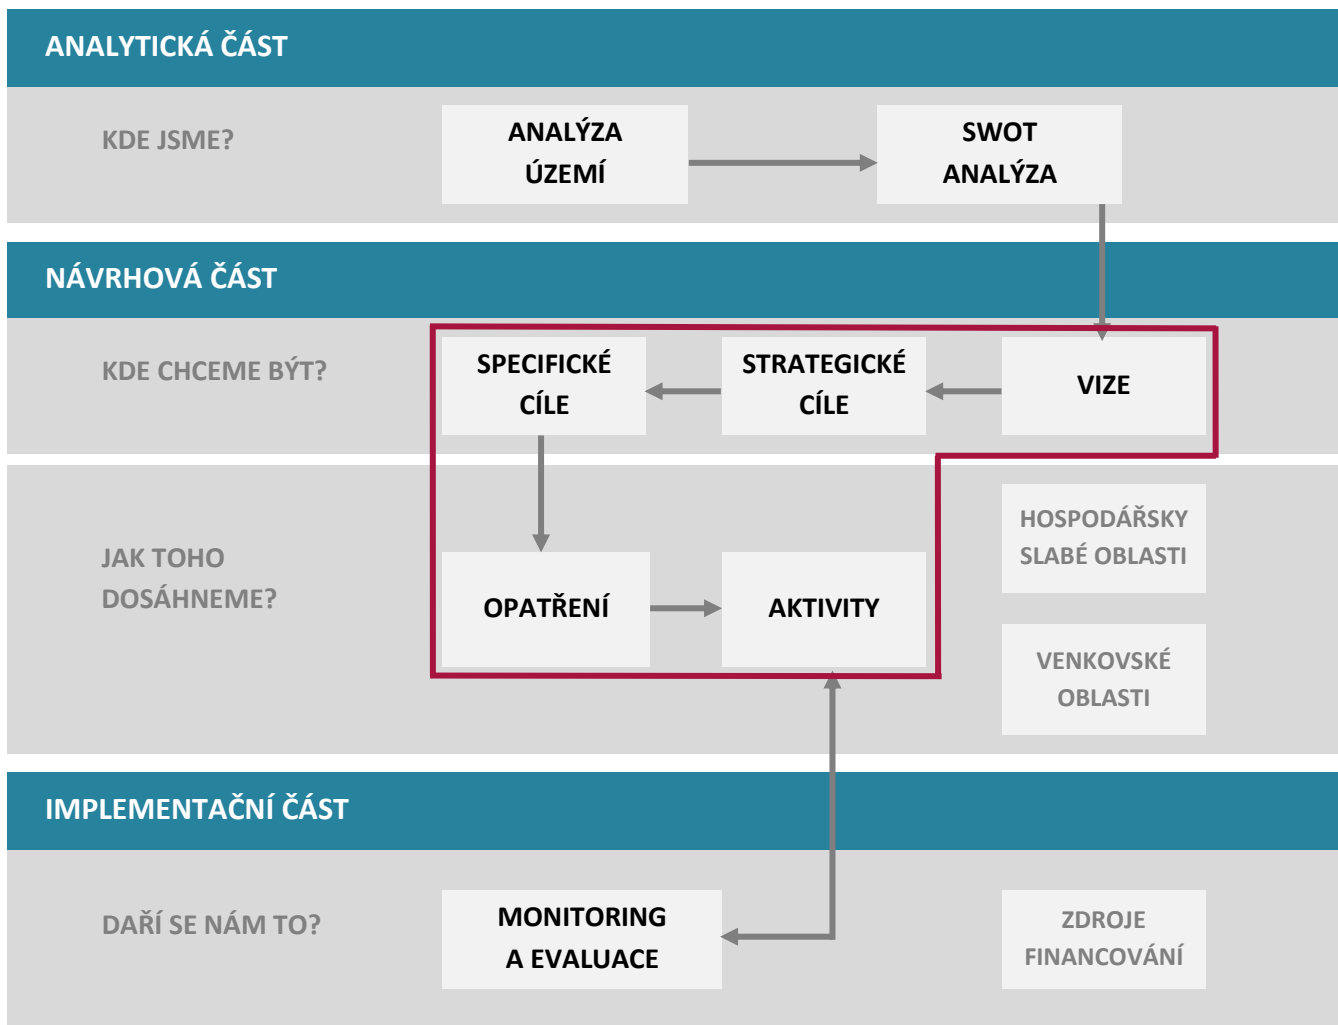 ANALYTICKÁ ČÁST
KDE JSME?
ANALÝZA
ÚZEMÍ
SWOT
ANALÝZA
NÁVRHOVÁ ČÁST
KDE CHCEME BÝT?
SPECIFICKÉ
CÍLE
STRATEGICKÉ
CÍLE
VIZE
JAK TOHO
DOSÁHNEME?
OPATŘENÍ
AKTIVITY
HOSPODÁŘSKY
SLABÉ OBLASTI
VENKOVSKÉ
OBLASTI
IMPLEMENTAČNÍ ČÁST
DAŘÍ SE NÁM TO?
MONITORING
A EVALUACE
ZDROJE
FINANCOVÁNÍ